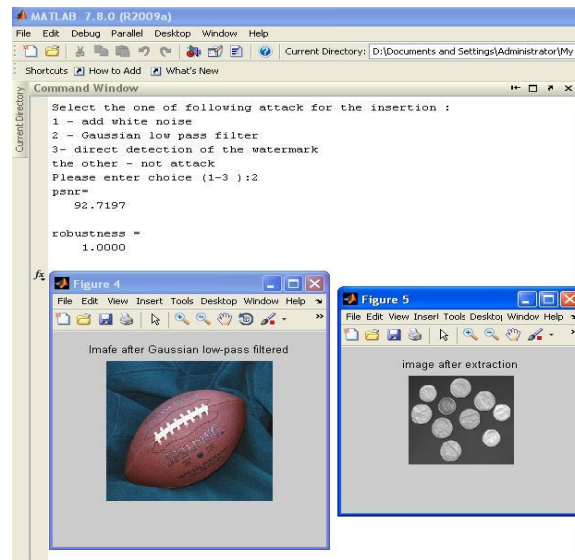 MATLAB 7.8.0 (R2009a)
File Edit Debug Parallel Desktop Window Help
Current Directory: D:\Documents and Settings\Administrator\My
Shortcuts How to Add What's New
Current Directory
Command Window
Select the one of following attack for the insertion :
1 - add white noise
2 - Gaussian low pass filter
3- direct detection of the watermark
the other - not attack
Please enter choice (1-3 ):2
psnr=
92.7197
robustness =
1.0000
fx
Figure 4
File Edit View Insert Tools Desktop Window Help
Imafe after Gaussian low-pass filtered
SPALDING
Figure 5
File Edit View Inser Tools Desktop Window Help
image after extraction